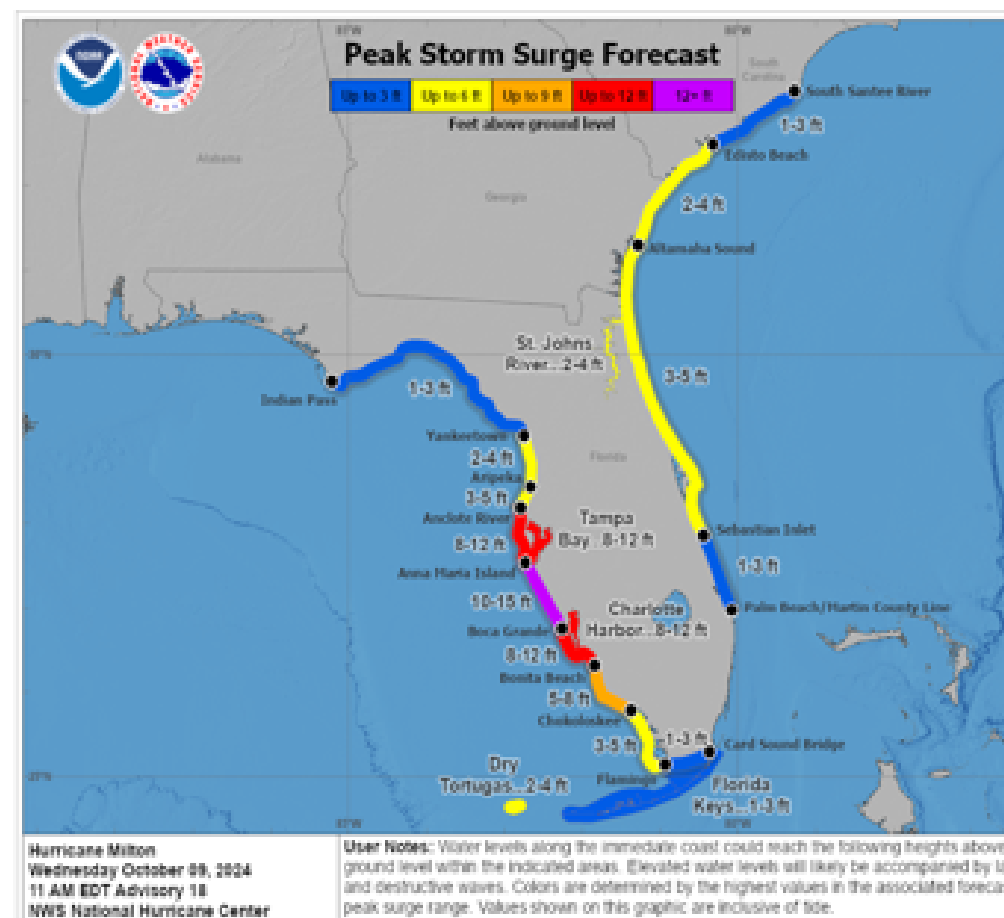 NOAA
Peak Storm Surge Forecast
Up to 3 ft Up to 6 ft Up to 9 ft Up to 12 ft 12+ ft
Feet above ground level
South
Carolina
South Santee River
1-3 ft
Edisto Beach
Alabama
Georgia
2-4 ft
Altamaha Sound
St. Johns
River...2-4 ft
3-5 ft
1-3 ft
Indian Pass
Yankeetown
2-4 ft
Florida
Aripeka
3-5 ft
Anclote River
Tampa
Bay...8-12 ft
8-12 ft
Sebastian Inlet
1-3 ft
Anna Maria Island
10-15 ft
Charlotte
Harbor...8-12 ft
Palm Beach/Martin County Line
Boca Grande
8-12 ft
Bonita Beach
5-8 ft
Chokoloskee
3-5 ft
1-3 ft
Card Sound Bridge
Flamingo
Dry
Tortugas...2-4 ft
Florida
Keys...1-3 ft
Hurricane Milton
Wednesday October 09, 2024
11 AM EDT Advisory 18
NWS National Hurricane Center
User Notes: Water levels along the immediate coast could reach the following heights above
ground level within the indicated areas. Elevated water levels will likely be accompanied by
and destructive waves. Colors are determined by the highest values in the associated
peak surge range. Values shown on this graphic are inclusive of tide.